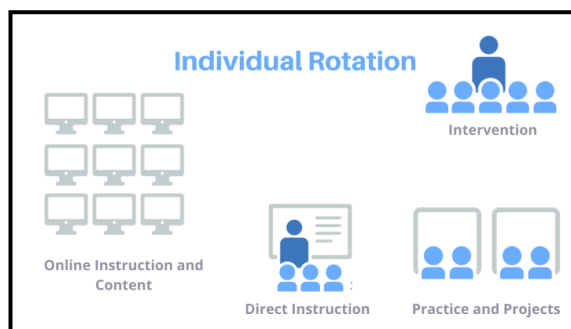 Individual Rotation
Intervention
Online Instruction and
Content
Direct Instruction
Practice and Projects